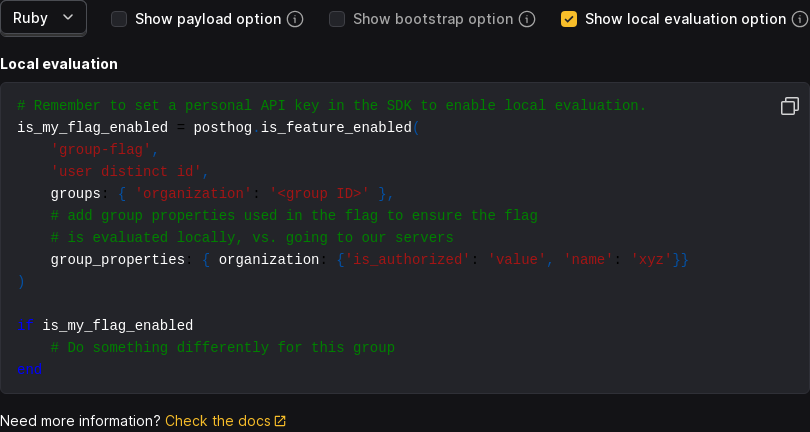 Ruby
Show payload option
Show bootstrap option
Show local evaluation option
Local evaluation
# Remember to set a personal API key in the SDK to enable local evaluation.
is_my_flag_enabled = posthog.is_feature_enabled(
    'group-flag',
    'user distinct id',
    groups: { 'organization': '<group ID>' },
    # add group properties used in the flag to ensure the flag
    # is evaluated locally, vs. going to our servers
    group_properties: { organization: {'is_authorized': 'value', 'name': 'xyz'}}
)
if is_my_flag_enabled
    # Do something differently for this group
end
Need more information? Check the docs